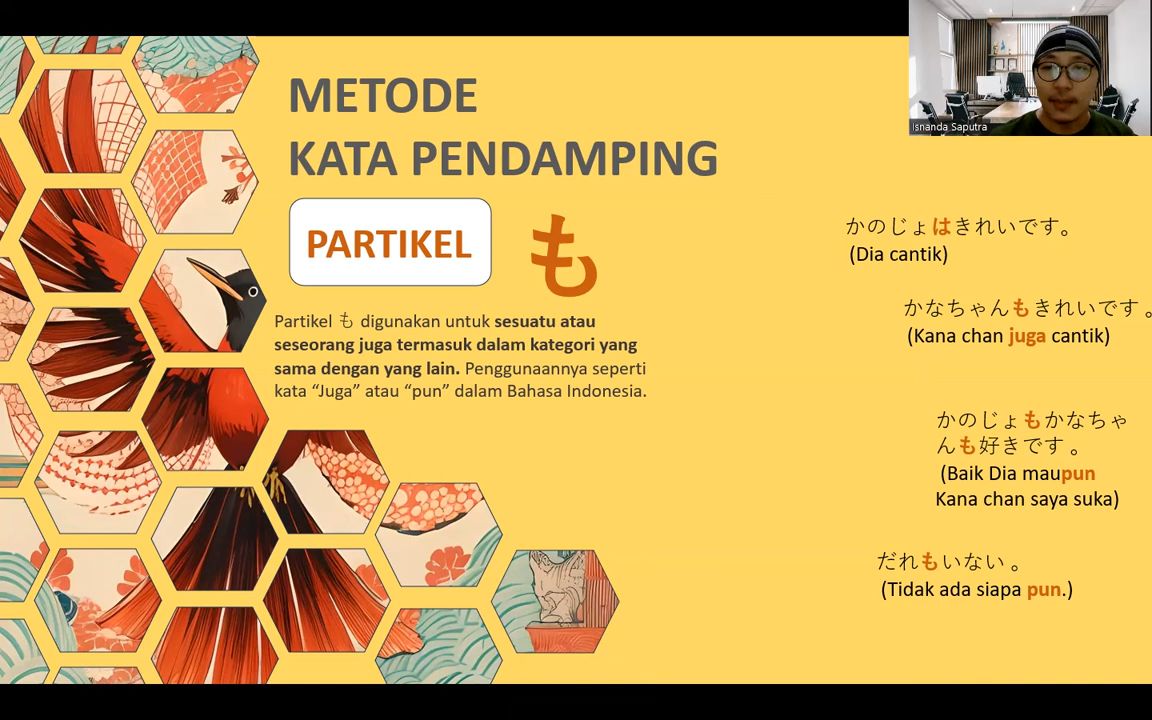 METODE
KATA PENDAMPING
PARTIKEL
も
Partikel も digunakan untuk sesuatu atau
seseorang juga termasuk dalam kategori yang
sama dengan yang lain. Penggunaannya seperti
kata “Juga” atau “pun” dalam Bahasa Indonesia.
Isnanda Saputra
かのじょはきれいです。
(Dia cantik)
かなちゃんもきれいです。
(Kana chan juga cantik)
かのじょもかなちゃ
んも好きです。
(Baik Dia maupun
Kana chan saya suka)
だれもいない。
(Tidak ada siapa pun.)